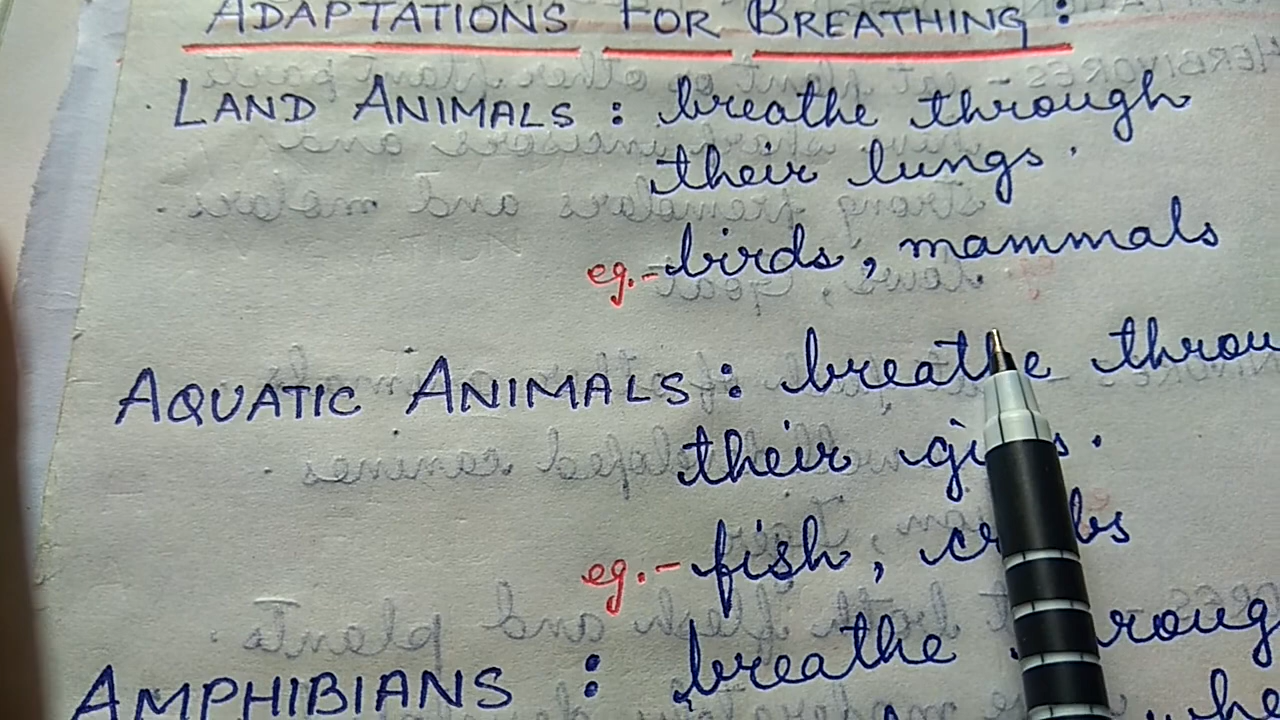 ADAPTATIONS FOR BREATHING :
LAND ANIMALS : breathe through
their lungs.
eg.- birds, mammals
AQUATIC ANIMALS : breathe
their
eg.- fish,
AMPHIBIANS : breathe